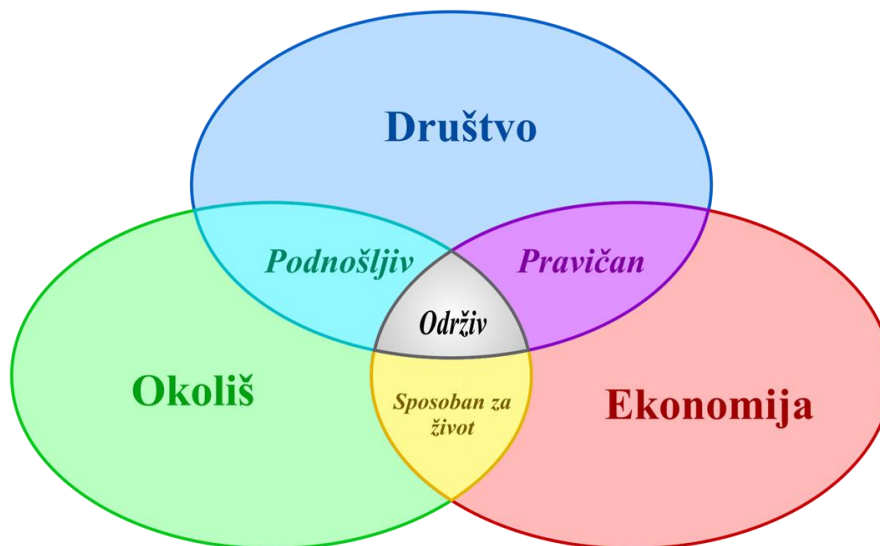 Društvo
Podnošljiv
Pravičan
Održiv
Okoliš
Sposoban za
život
Ekonomija